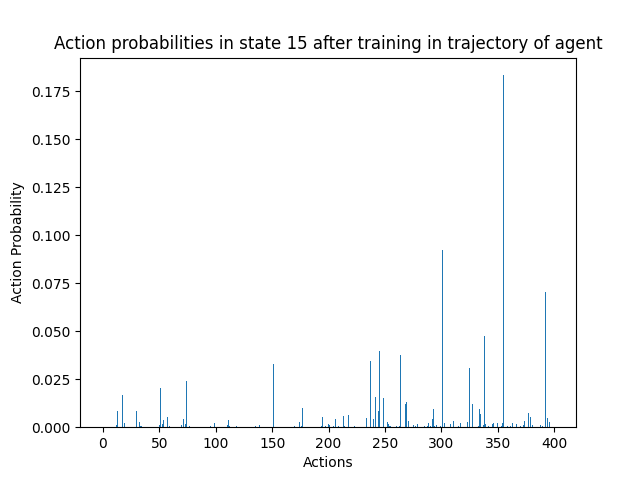 Action probabilities in state 15 after training in trajectory of agent
0.175
0.150
0.125
0.100
0.075
0.050
0.025
0.000
Action Probability
0 50 100 150 200 250 300 350 400
Actions